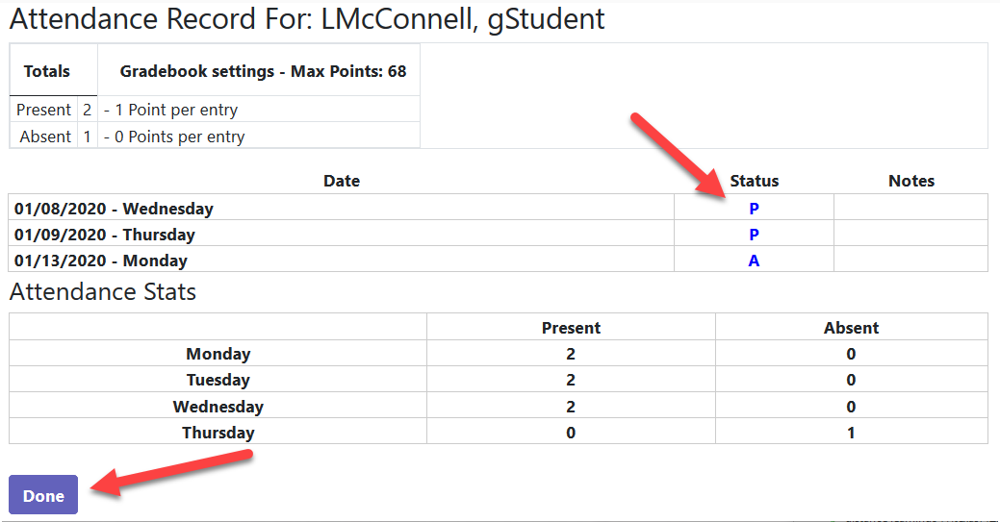 Attendance Record For: LMcConnell, gStudent
Totals Gradebook settings - Max Points: 68
Present 2 - 1 Point per entry
Absent 1 - 0 Points per entry
Date Status Notes
01/08/2020 - Wednesday P
01/09/2020 - Thursday P
01/13/2020 - Monday A
Attendance Stats
Present Absent
Monday 2 0
Tuesday 2 0
Wednesday 2 0
Thursday 0 1
Done